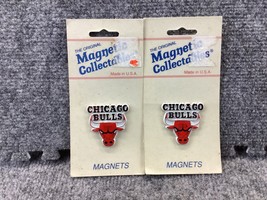 THE ORIGINAL
Magnetic
Collectables
Made in U.S.A.
CHICAGO
BULLS
MAGNETS
THE ORIGINAL
Magnetic
Collectables®
Made in U.S.A.
CHICAGO
BULLS
MAGNETS